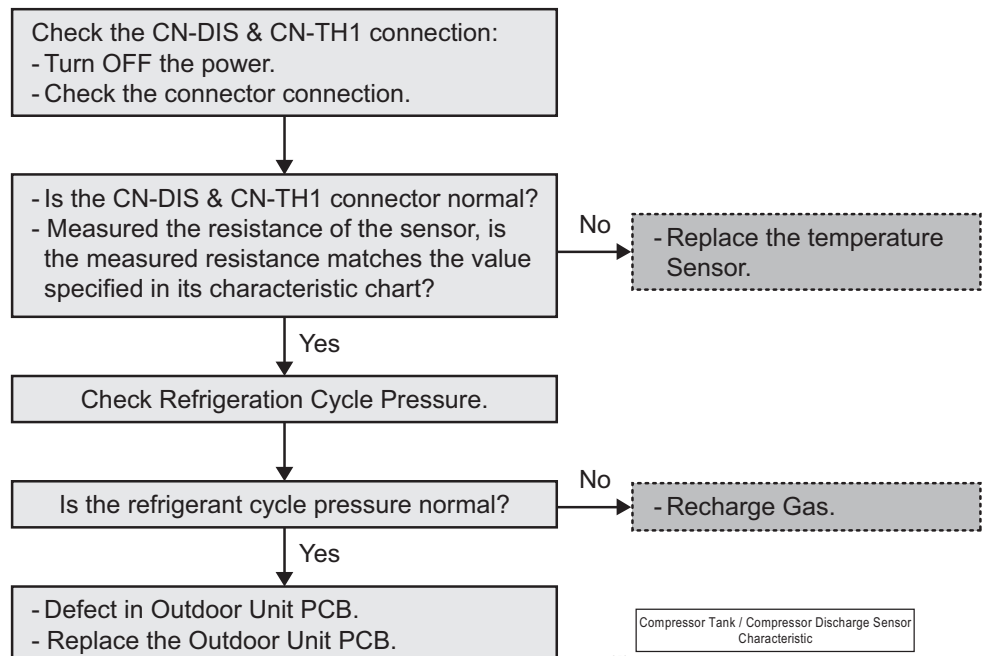 Check the CN-DIS & CN-TH1 connection:
- Turn OFF the power.
- Check the connector connection.
- Is the CN-DIS & CN-TH1 connector normal?
- Measured the resistance of the sensor, is
the measured resistance matches the value
specified in its characteristic chart?
No
- Replace the temperature
Sensor.
Yes
Check Refrigeration Cycle Pressure.
Is the refrigerant cycle pressure normal?
No
- Recharge Gas.
Yes
- Defect in Outdoor Unit PCB.
- Replace the Outdoor Unit PCB.
Compressor Tank / Compressor Discharge Sensor
Characteristic